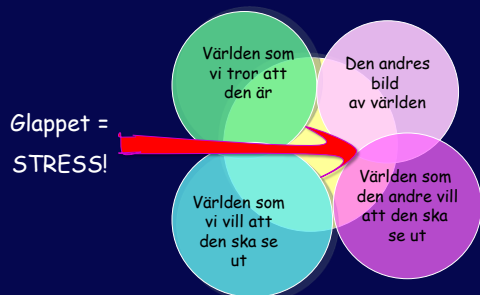 Världen som
vi tror att
den är
Den andres
bild
av världen
Glappet =
STRESS!
Världen som
vi vill att
den ska se
ut
Världen som
den andre vill
att den ska
se ut